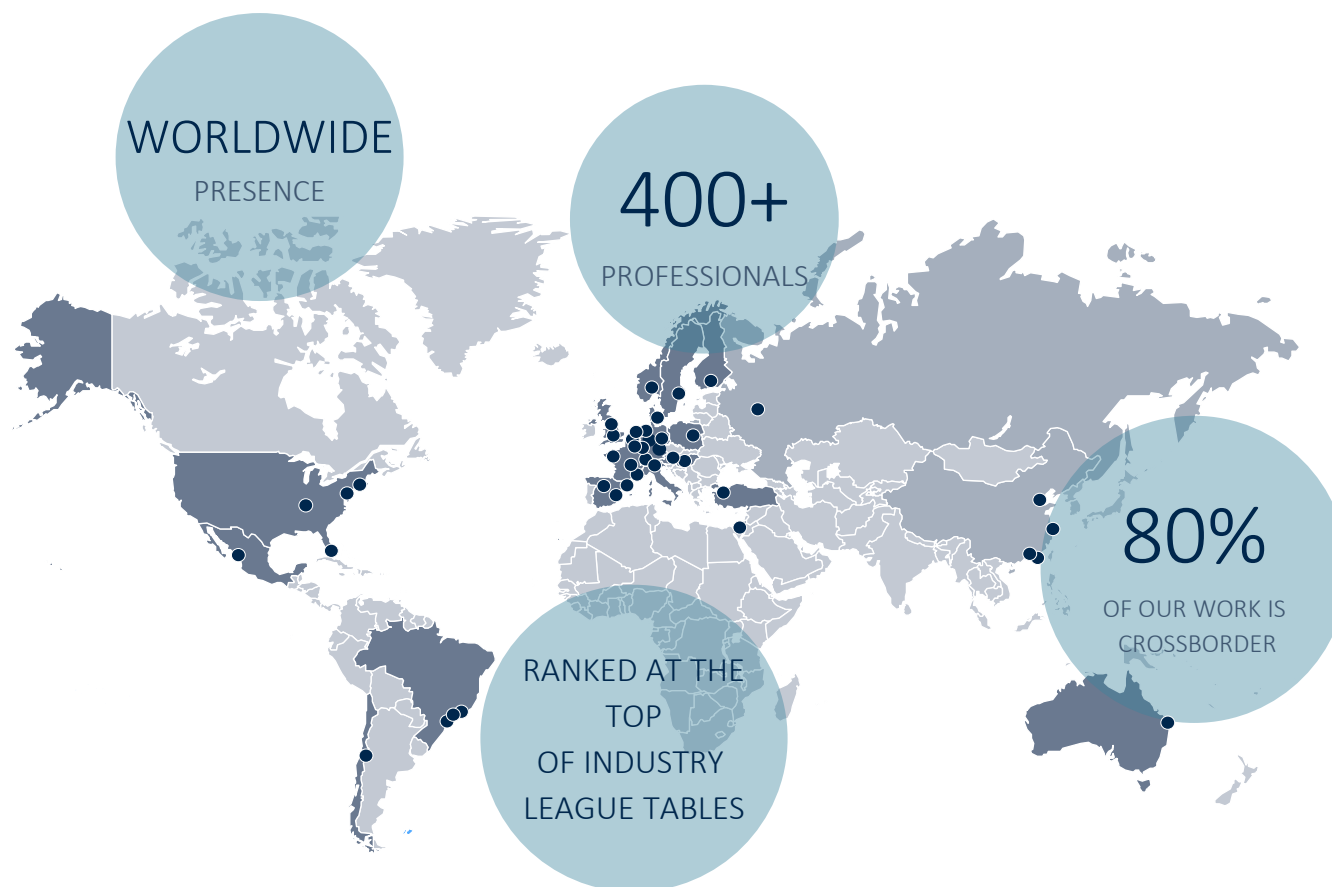 WORLDWIDE
PRESENCE
400+
PROFESSIONALS
80%
OF OUR WORK IS
CROSSBORDER
RANKED AT THE
TOP
OF INDUSTRY
LEAGUE TABLES